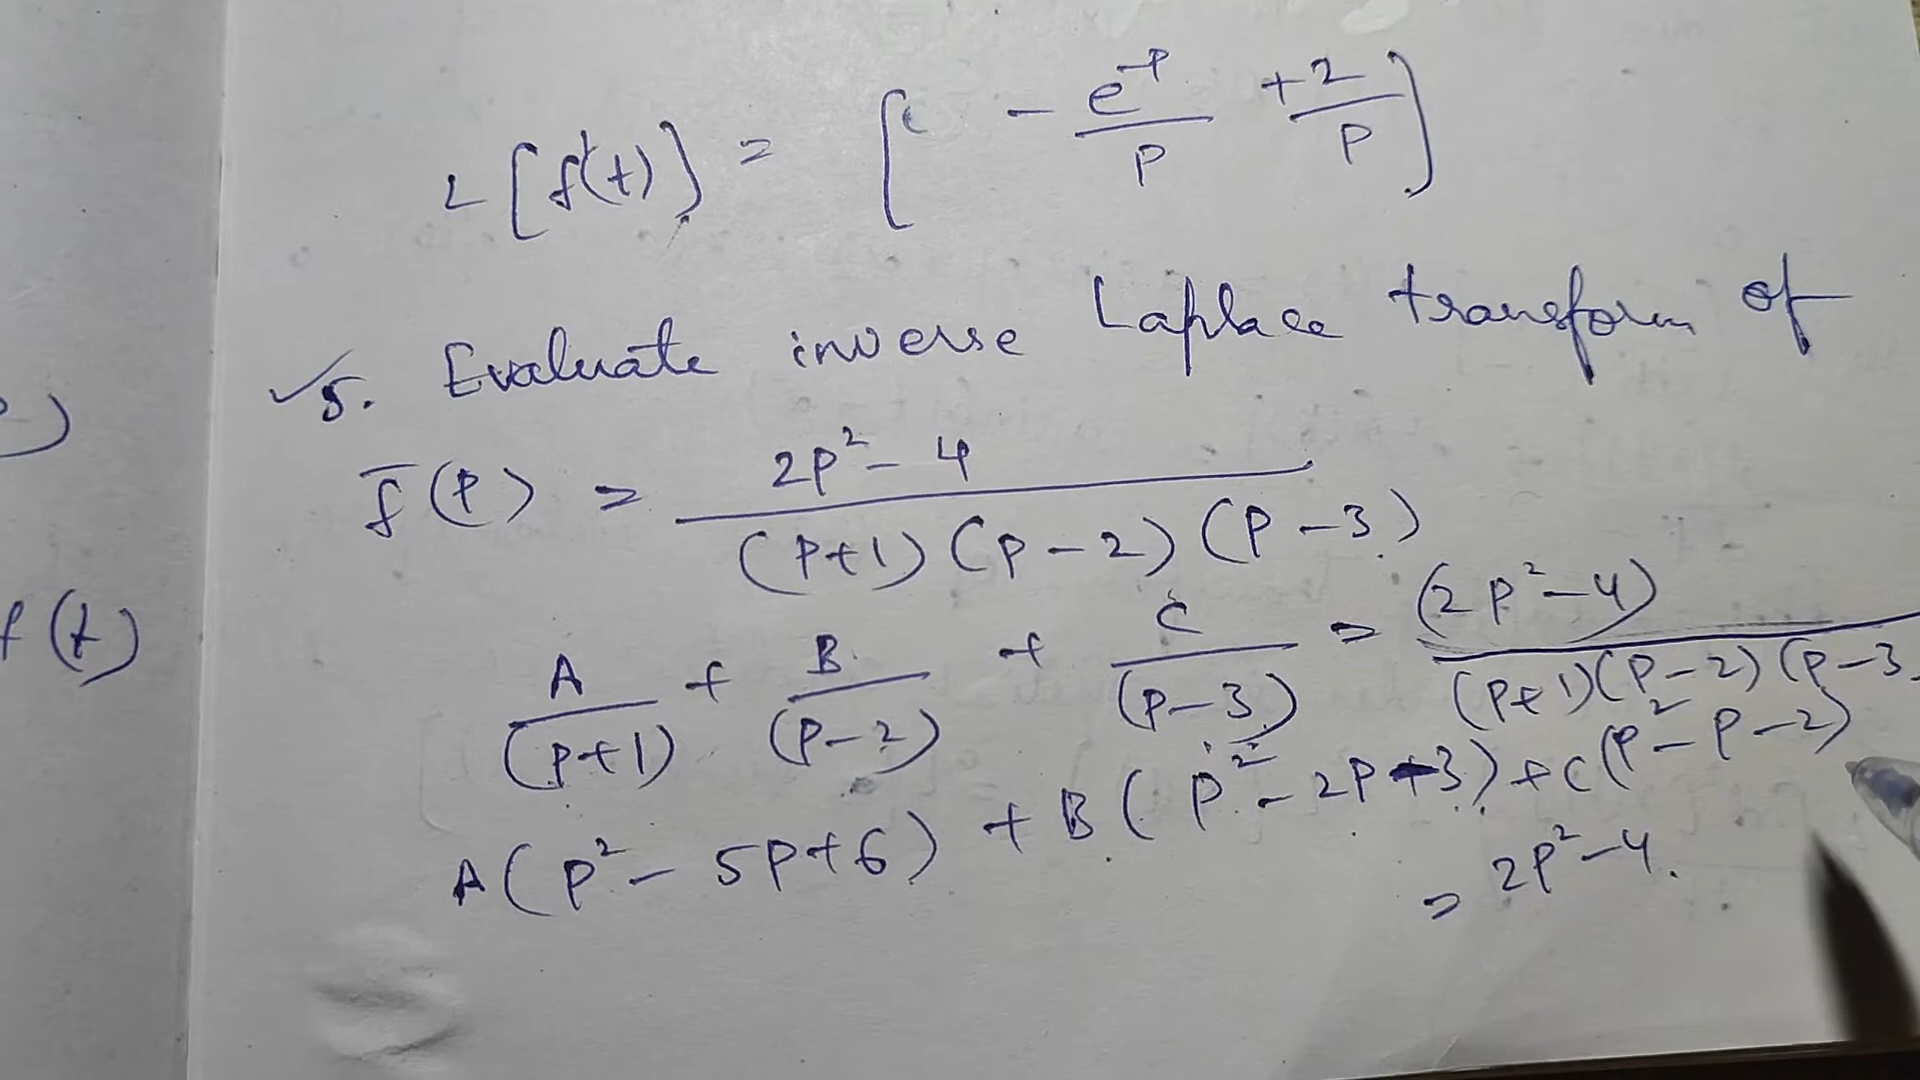 L[f'(t)] = [ - e^{-p}/p + 2/p ]
✓5. Evaluate inverse Laplace transform of
f̄(p) = (2p² - 4) / ((p+1)(p-2)(p-3))
A/(p+1) + B/(p-2) + C/(p-3) = (2p²-4)/((p+1)(p-2)(p-3
A(p² - 5p+6) + B(p² - 2p-3) + C(p² - p - 2)
= 2p² - 4.
)
f(t)